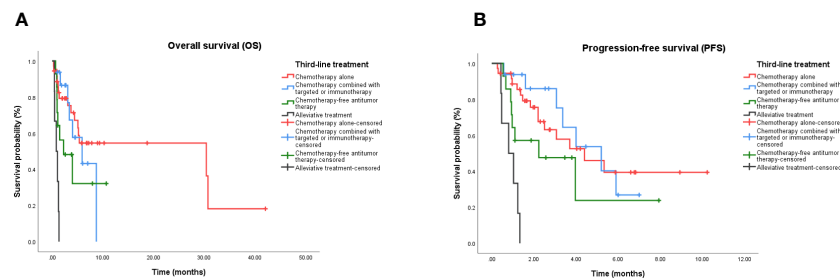 A
Overall survival (OS)
Susrvival probability (%)
1.0
0.8
0.6
0.4
0.2
0.0
.00
10.00
20.00
30.00
40.00
50.00
Time (months)
Third-line treatment
Chemotherapy alone
Chemotherapy combined with
targeted or immunotherapy
Chemotherapy-free antitumor
therapy
Alleviative treatment
Chemotherapy alone-censored
Chemotherapy combined with
targeted or immunotherapy-
censored
Chemotherapy-free antitumor
therapy-censored
Alleviative treatment-censored
B
Progression-free survival (PFS)
Susrvival probability (%)
1.0
0.8
0.6
0.4
0.2
0.0
.00
2.00
4.00
6.00
8.00
10.00
12.00
Time (months)
Third-line treatment
Chemotherapy alone
Chemotherapy combined with
targeted or immunotherapy
Chemotherapy-free antitumor
therapy
Alleviative treatment
Chemotherapy alone-censored
Chemotherapy combined with
targeted or immunotherapy-
censored
Chemotherapy-free antitumor
therapy-censored
Alleviative treatment-censored